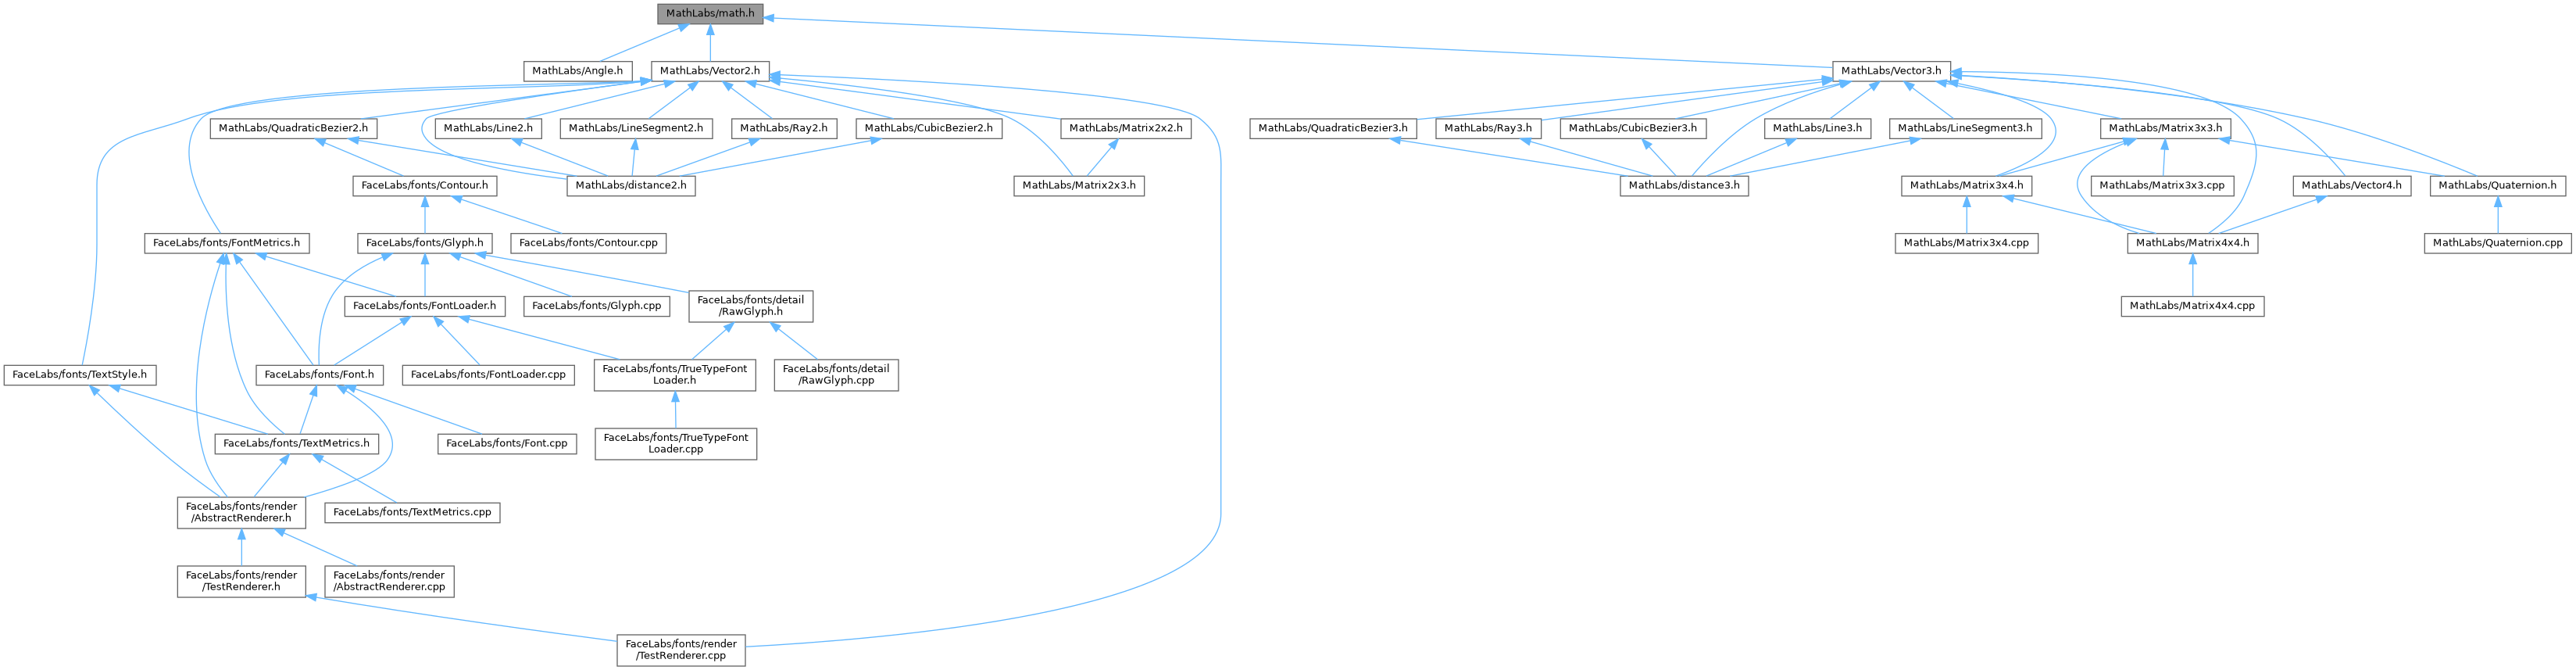 MathLabs/math.h
MathLabs/Angle.h
MathLabs/Vector2.h
MathLabs/Vector3.h
MathLabs/QuadraticBezier2.h
MathLabs/Line2.h
MathLabs/LineSegment2.h
MathLabs/Ray2.h
MathLabs/CubicBezier2.h
MathLabs/Matrix2x2.h
MathLabs/QuadraticBezier3.h
MathLabs/Ray3.h
MathLabs/CubicBezier3.h
MathLabs/Line3.h
MathLabs/LineSegment3.h
MathLabs/Matrix3x3.h
FaceLabs/fonts/Contour.h
MathLabs/distance2.h
MathLabs/Matrix2x3.h
MathLabs/distance3.h
MathLabs/Matrix3x4.h
MathLabs/Matrix3x3.cpp
MathLabs/Vector4.h
MathLabs/Quaternion.h
FaceLabs/fonts/FontMetrics.h
FaceLabs/fonts/Glyph.h
FaceLabs/fonts/Contour.cpp
MathLabs/Matrix3x4.cpp
MathLabs/Matrix4x4.h
MathLabs/Quaternion.cpp
FaceLabs/fonts/FontLoader.h
FaceLabs/fonts/Glyph.cpp
FaceLabs/fonts/detail
/RawGlyph.h
MathLabs/Matrix4x4.cpp
FaceLabs/fonts/TextStyle.h
FaceLabs/fonts/Font.h
FaceLabs/fonts/FontLoader.cpp
FaceLabs/fonts/TrueTypeFont
Loader.h
FaceLabs/fonts/detail
/RawGlyph.cpp
FaceLabs/fonts/TextMetrics.h
FaceLabs/fonts/Font.cpp
FaceLabs/fonts/TrueTypeFont
Loader.cpp
FaceLabs/fonts/render
/AbstractRenderer.h
FaceLabs/fonts/TextMetrics.cpp
FaceLabs/fonts/render
/TestRenderer.h
FaceLabs/fonts/render
/AbstractRenderer.cpp
FaceLabs/fonts/render
/TestRenderer.cpp